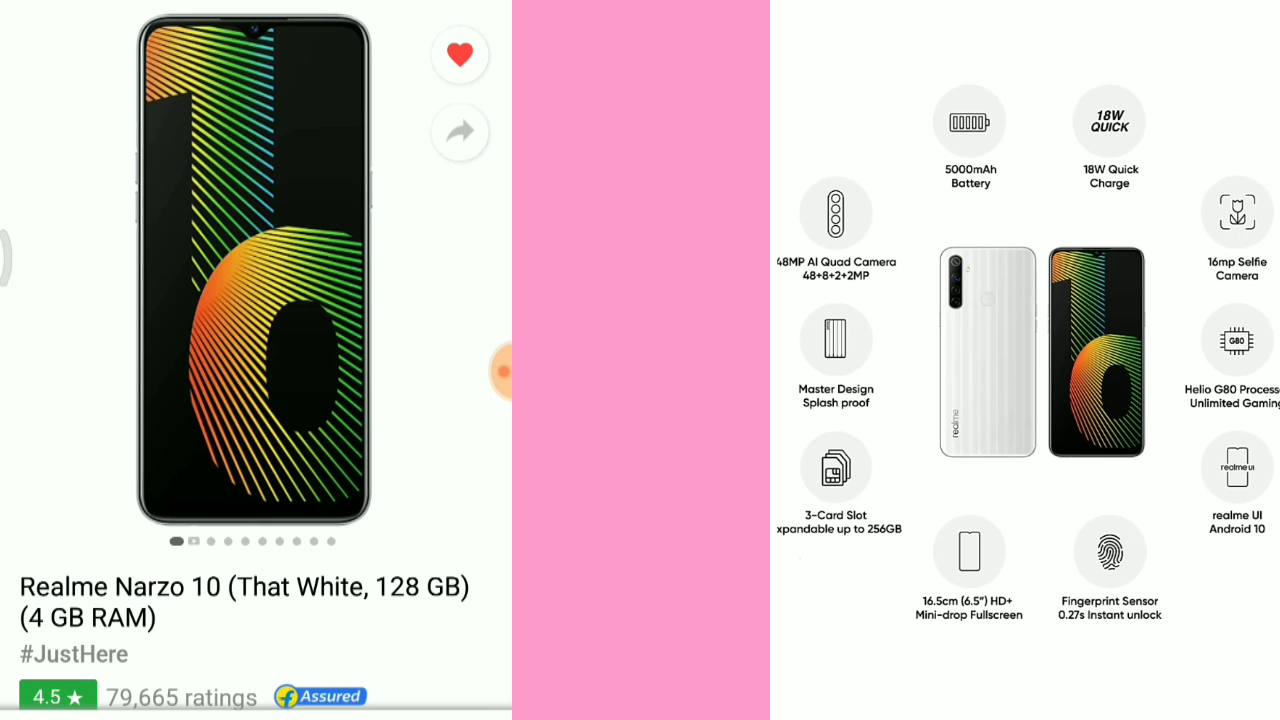 Realme Narzo 10 (That White, 128 GB)
(4 GB RAM)
#JustHere
4.5 ★ 79,665 ratings f Assured
18W
QUICK
5000mAh
Battery
18W Quick
Charge
48MP AI Quad Camera
48+8+2+2MP
16mp Selfie
Camera
Master Design
Splash proof
G80
Helio G80 Process
Unlimited Gaming
3-Card Slot
xpandable up to 256GB
realme UI
realme UI
Android 10
realme
16.5cm (6.5") HD+
Mini-drop Fullscreen
Fingerprint Sensor
0.27s Instant unlock